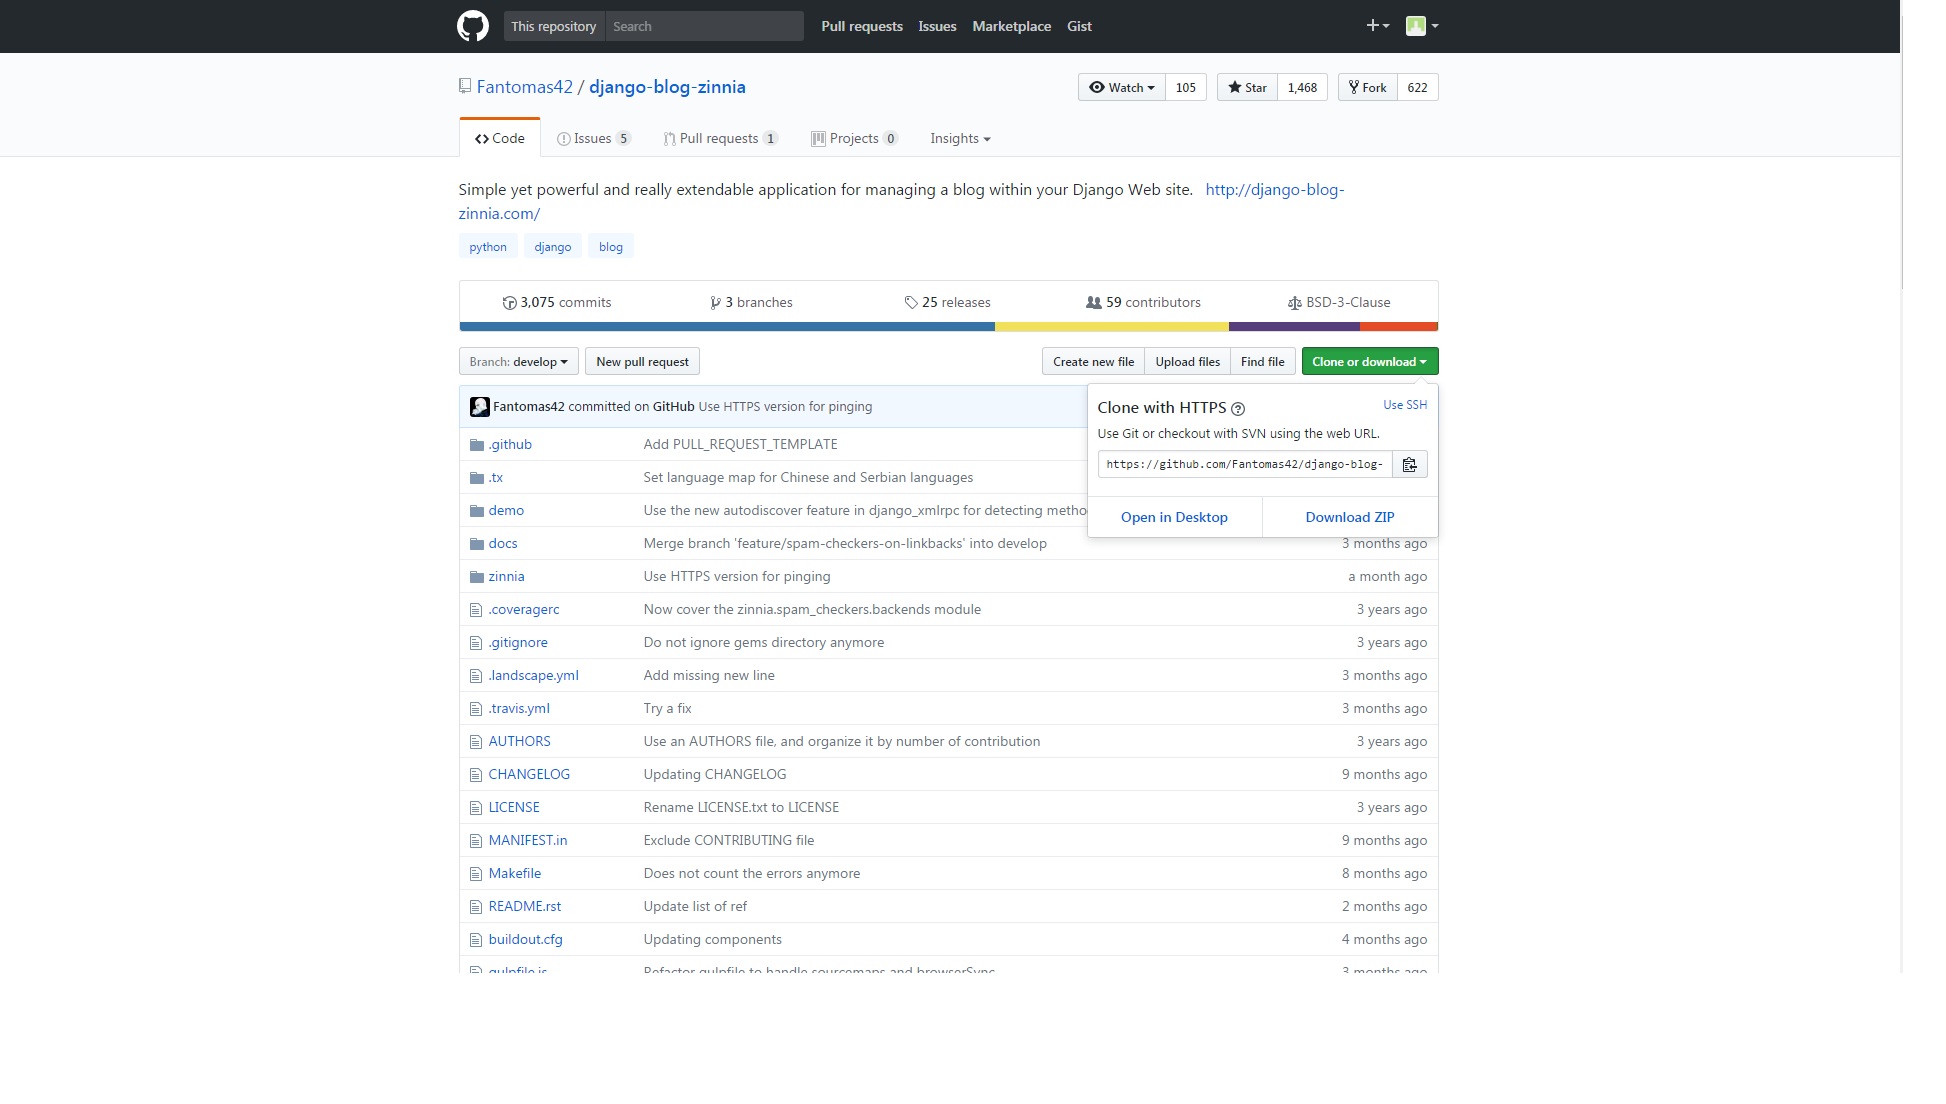 This repository Search Pull requests Issues Marketplace Gist
Fantomas42 / django-blog-zinnia Watch 105 Star 1,468 Fork 622
Code Issues 5 Pull requests 1 Projects 0 Insights
Simple yet powerful and really extendable application for managing a blog within your Django Web site. http://django-blog-
zinnia.com/
python django blog
3,075 commits 3 branches 25 releases 59 contributors BSD-3-Clause
Branch: develop New pull request Create new file Upload files Find file Clone or download
Fantomas42 committed on GitHub Use HTTPS version for pinging
Clone with HTTPS Use SSH
Use Git or checkout with SVN using the web URL.
https://github.com/Fantomas42/django-blog-
Open in Desktop Download ZIP
.github Add PULL_REQUEST_TEMPLATE
.tx Set language map for Chinese and Serbian languages
demo Use the new autodiscover feature in django_xmlrpc for detecting metho
docs Merge branch 'feature/spam-checkers-on-linkbacks' into develop 3 months ago
zinnia Use HTTPS version for pinging a month ago
.coveragerc Now cover the zinnia.spam_checkers.backends module 3 years ago
.gitignore Do not ignore gems directory anymore 3 years ago
.landscape.yml Add missing new line 3 months ago
.travis.yml Try a fix 3 months ago
AUTHORS Use an AUTHORS file, and organize it by number of contribution 3 years ago
CHANGELOG Updating CHANGELOG 9 months ago
LICENSE Rename LICENSE.txt to LICENSE 3 years ago
MANIFEST.in Exclude CONTRIBUTING file 9 months ago
Makefile Does not count the errors anymore 8 months ago
README.rst Update list of ref 2 months ago
buildout.cfg Updating components 4 months ago
gulpfile.js Refactor gulpfile to handle sourcemaps and browserSync 3 months ago